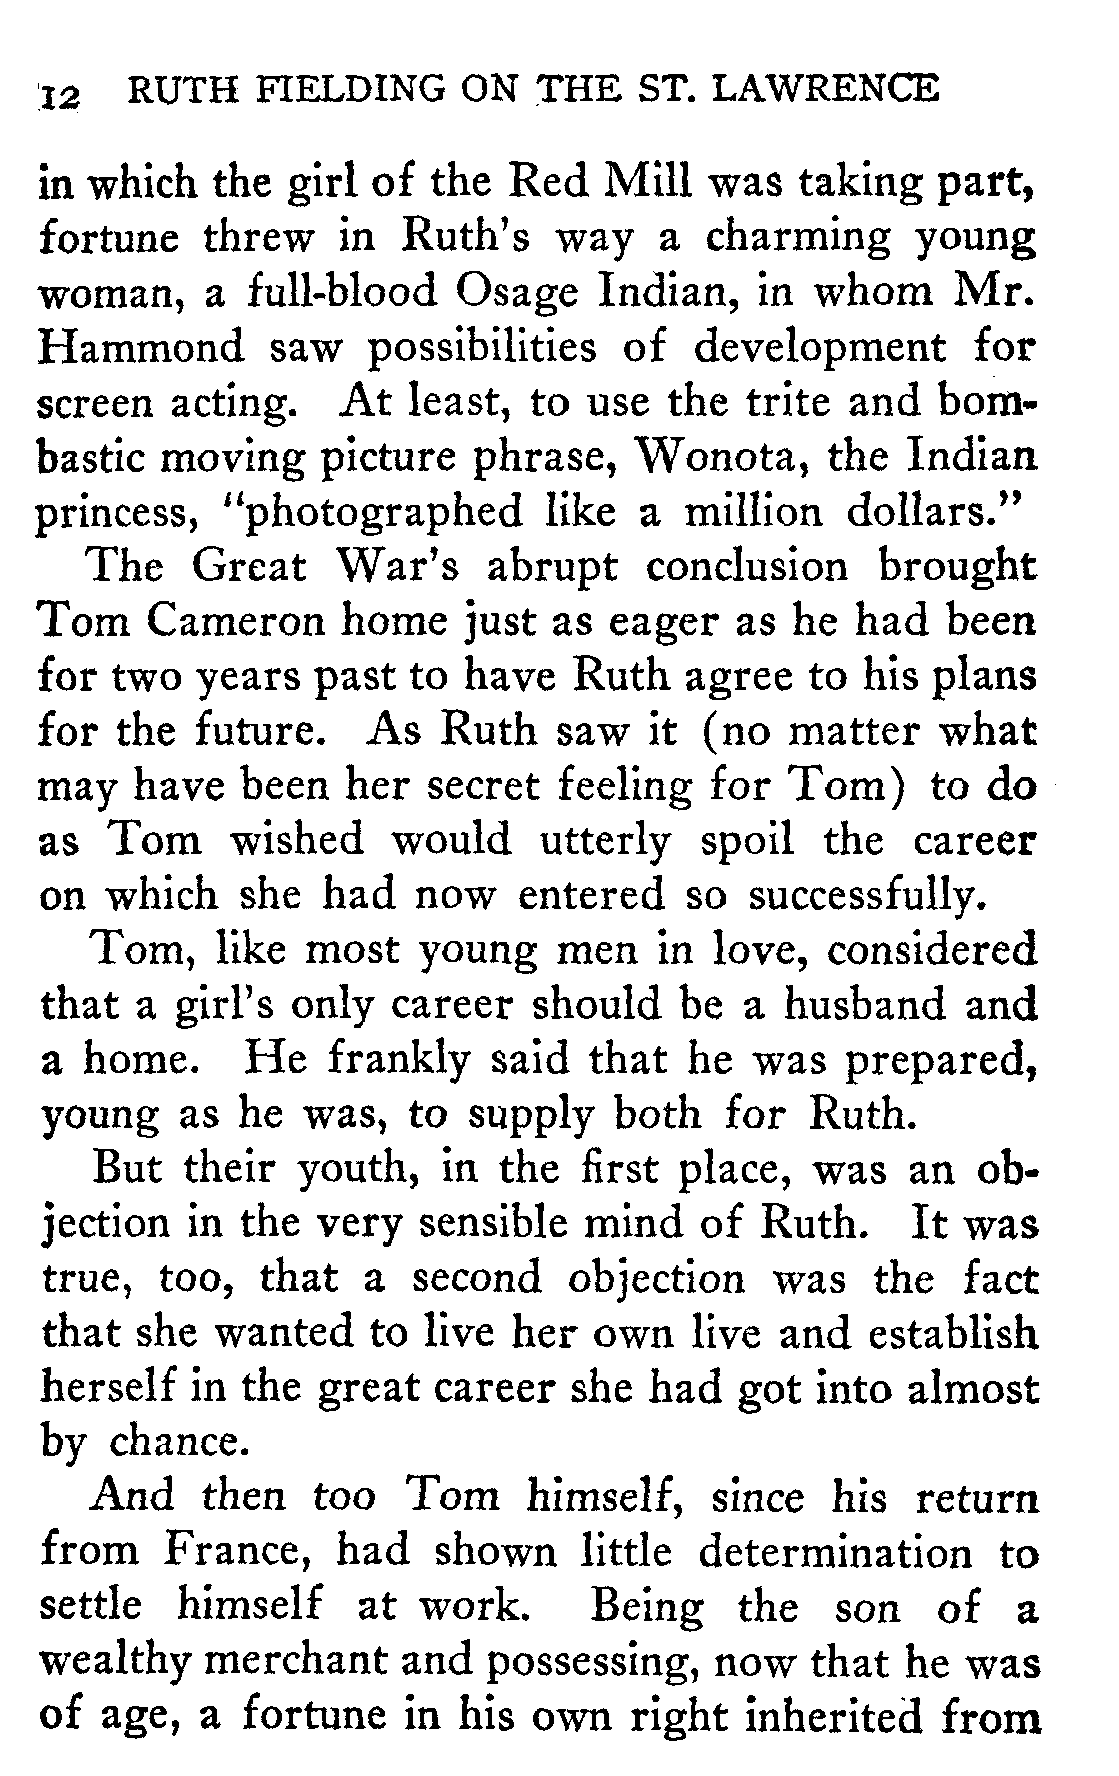 12 RUTH FIELDING ON THE ST. LAWRENCE
in which the girl of the Red Mill was taking part,
fortune threw in Ruth's way a charming young
woman, a full-blood Osage Indian, in whom Mr.
Hammond saw possibilities of development for
screen acting. At least, to use the trite and bom-
bastic moving picture phrase, Wonota, the Indian
princess, "photographed like a million dollars."
The Great War's abrupt conclusion brought
Tom Cameron home just as eager as he had been
for two years past to have Ruth agree to his plans
for the future. As Ruth saw it (no matter what
may have been her secret feeling for Tom) to do
as Tom wished would utterly spoil the career
on which she had now entered so successfully.
Tom, like most young men in love, considered
that a girl's only career should be a husband and
a home. He frankly said that he was prepared,
young as he was, to supply both for Ruth.
But their youth, in the first place, was an ob-
jection in the very sensible mind of Ruth. It was
true, too, that a second objection was the fact
that she wanted to live her own live and establish
herself in the great career she had got into almost
by chance.
And then too Tom himself, since his return
from France, had shown little determination to
settle himself at work. Being the son of a
wealthy merchant and possessing, now that he was
of age, a fortune in his own right inherited from